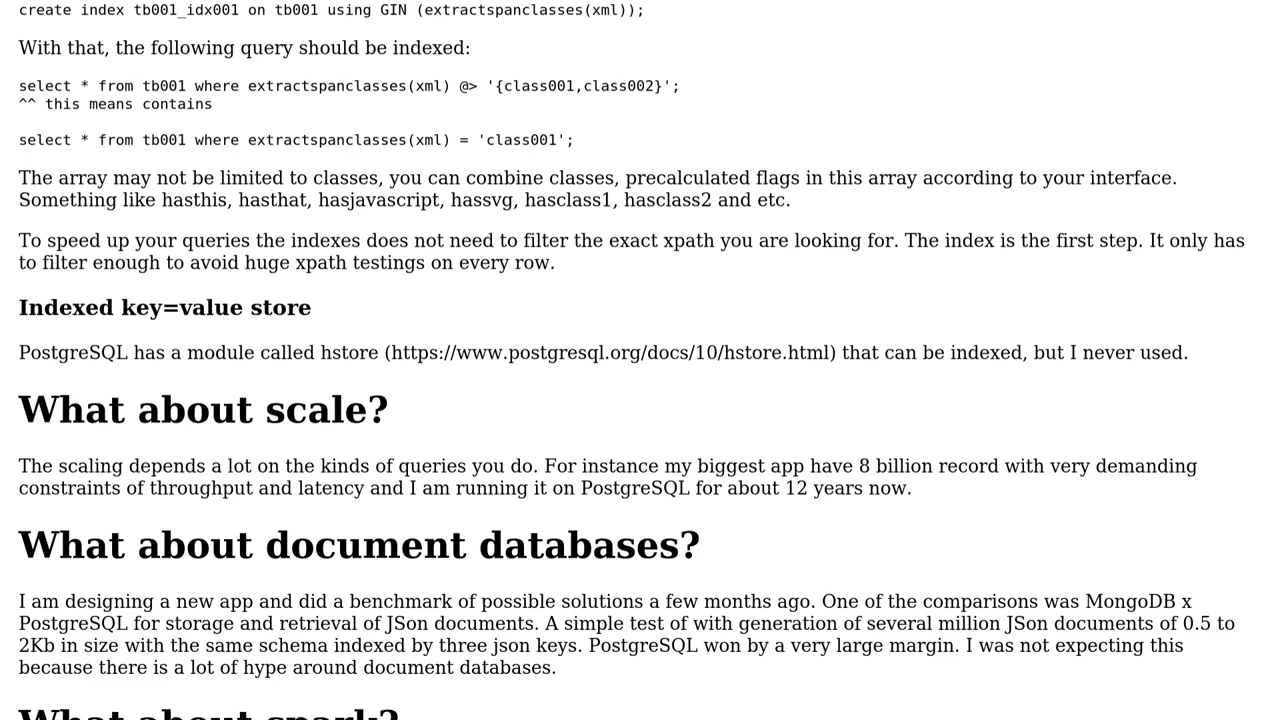 create index tb001_idx001 on tb001 using GIN (extractspanclasses(xml));
With that, the following query should be indexed:
select * from tb001 where extractspanclasses(xml) @> '{class001,class002}';
^^ this means contains
select * from tb001 where extractspanclasses(xml) = 'class001';
The array may not be limited to classes, you can combine classes, precalculated flags in this array according to your interface.
Something like hasthis, hasthat, hasjavascript, hassvg, hasclass1, hasclass2 and etc.
To speed up your queries the indexes does not need to filter the exact xpath you are looking for. The index is the first step. It only has
to filter enough to avoid huge xpath testings on every row.
Indexed key=value store
PostgreSQL has a module called hstore (https://www.postgresql.org/docs/10/hstore.html) that can be indexed, but I never used.
What about scale?
The scaling depends a lot on the kinds of queries you do. For instance my biggest app have 8 billion record with very demanding
constraints of throughput and latency and I am running it on PostgreSQL for about 12 years now.
What about document databases?
I am designing a new app and did a benchmark of possible solutions a few months ago. One of the comparisons was MongoDB x
PostgreSQL for storage and retrieval of JSon documents. A simple test of with generation of several million JSon documents of 0.5 to
2Kb in size with the same schema indexed by three json keys. PostgreSQL won by a very large margin. I was not expecting this
because there is a lot of hype around document databases.
What about spark?